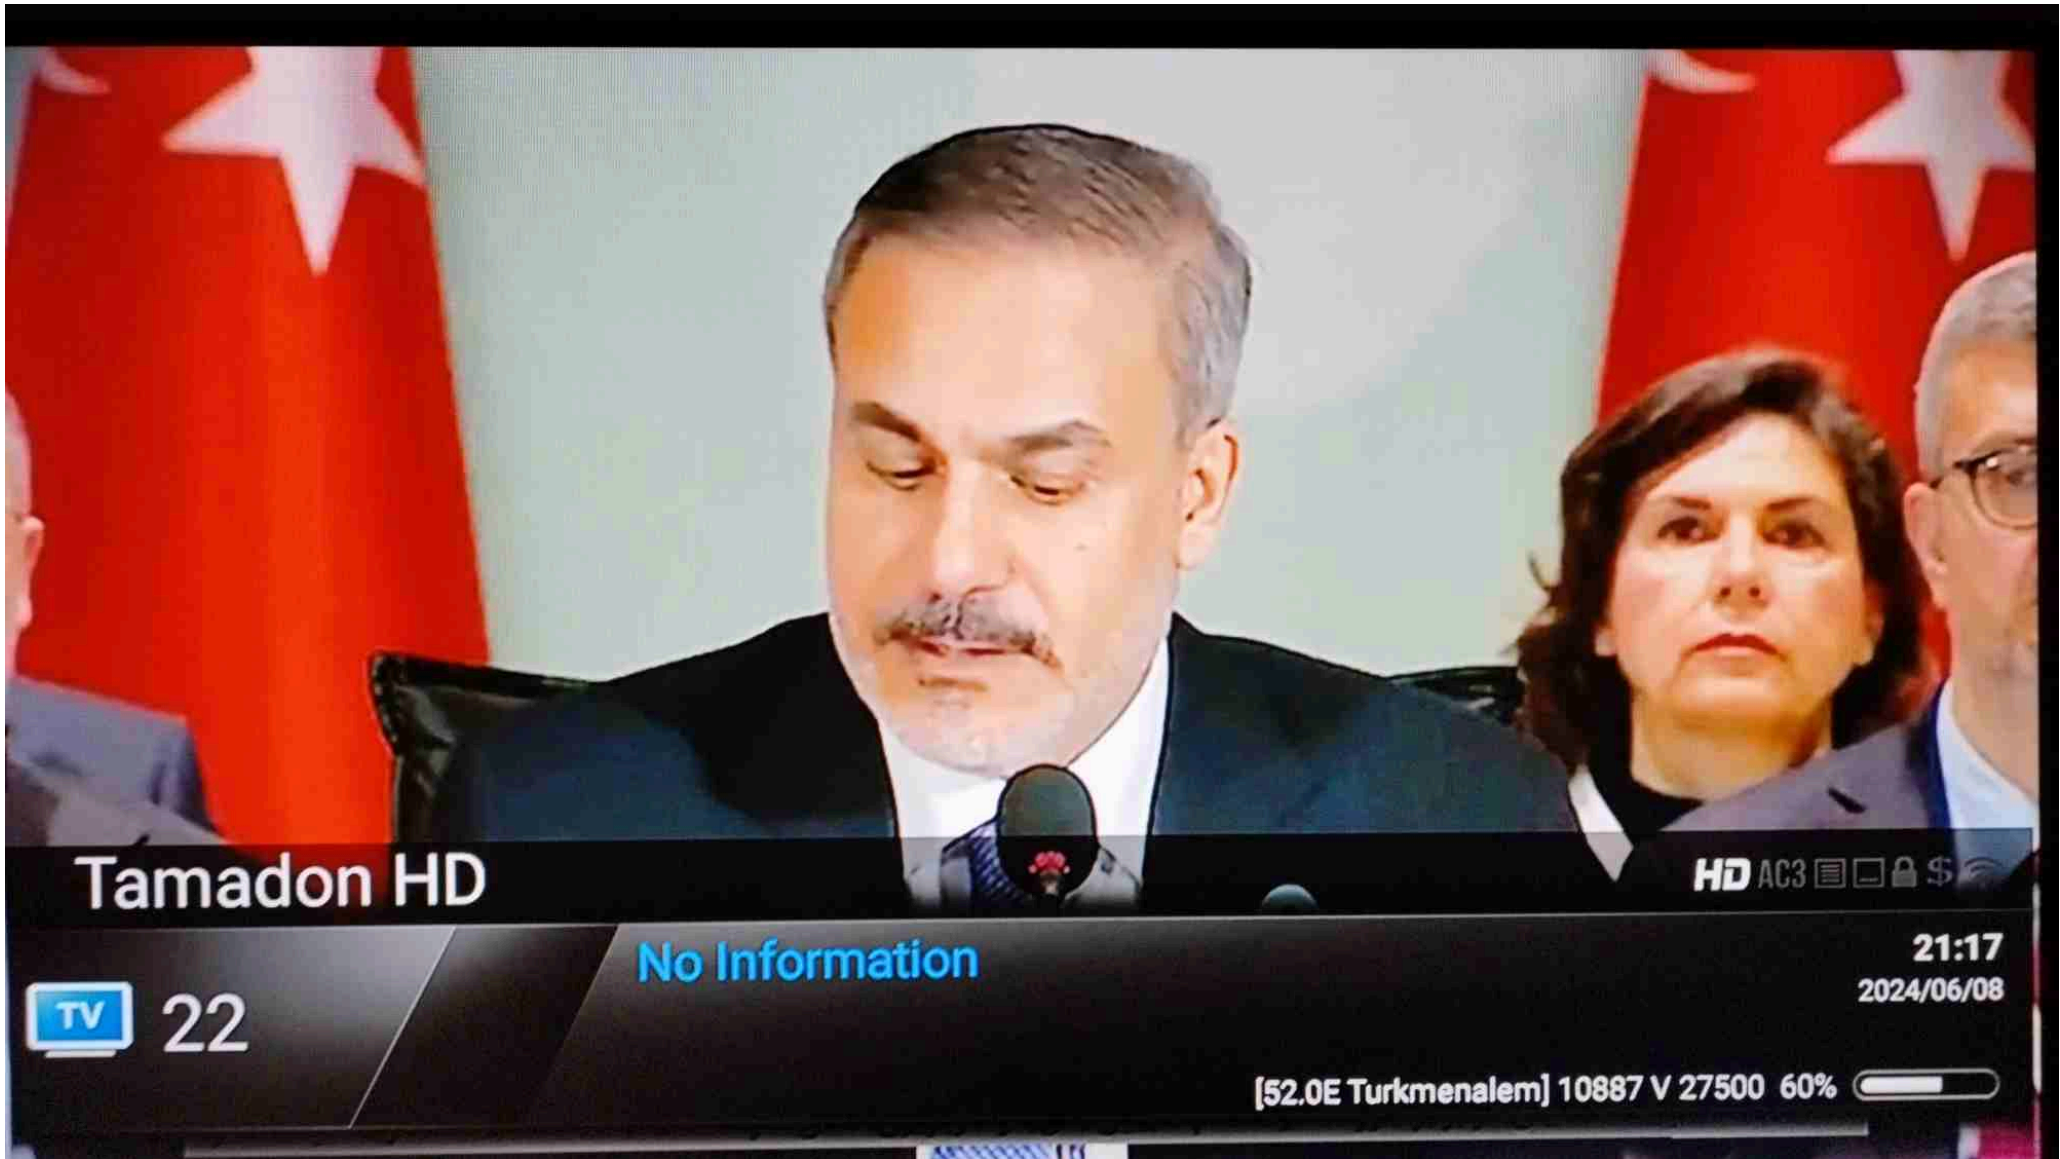 Tamadon HD
HD AC3 $
No Information
21:17
2024/06/08
TV 22
[52.0E Turkmenalem] 10887 V 27500 60%